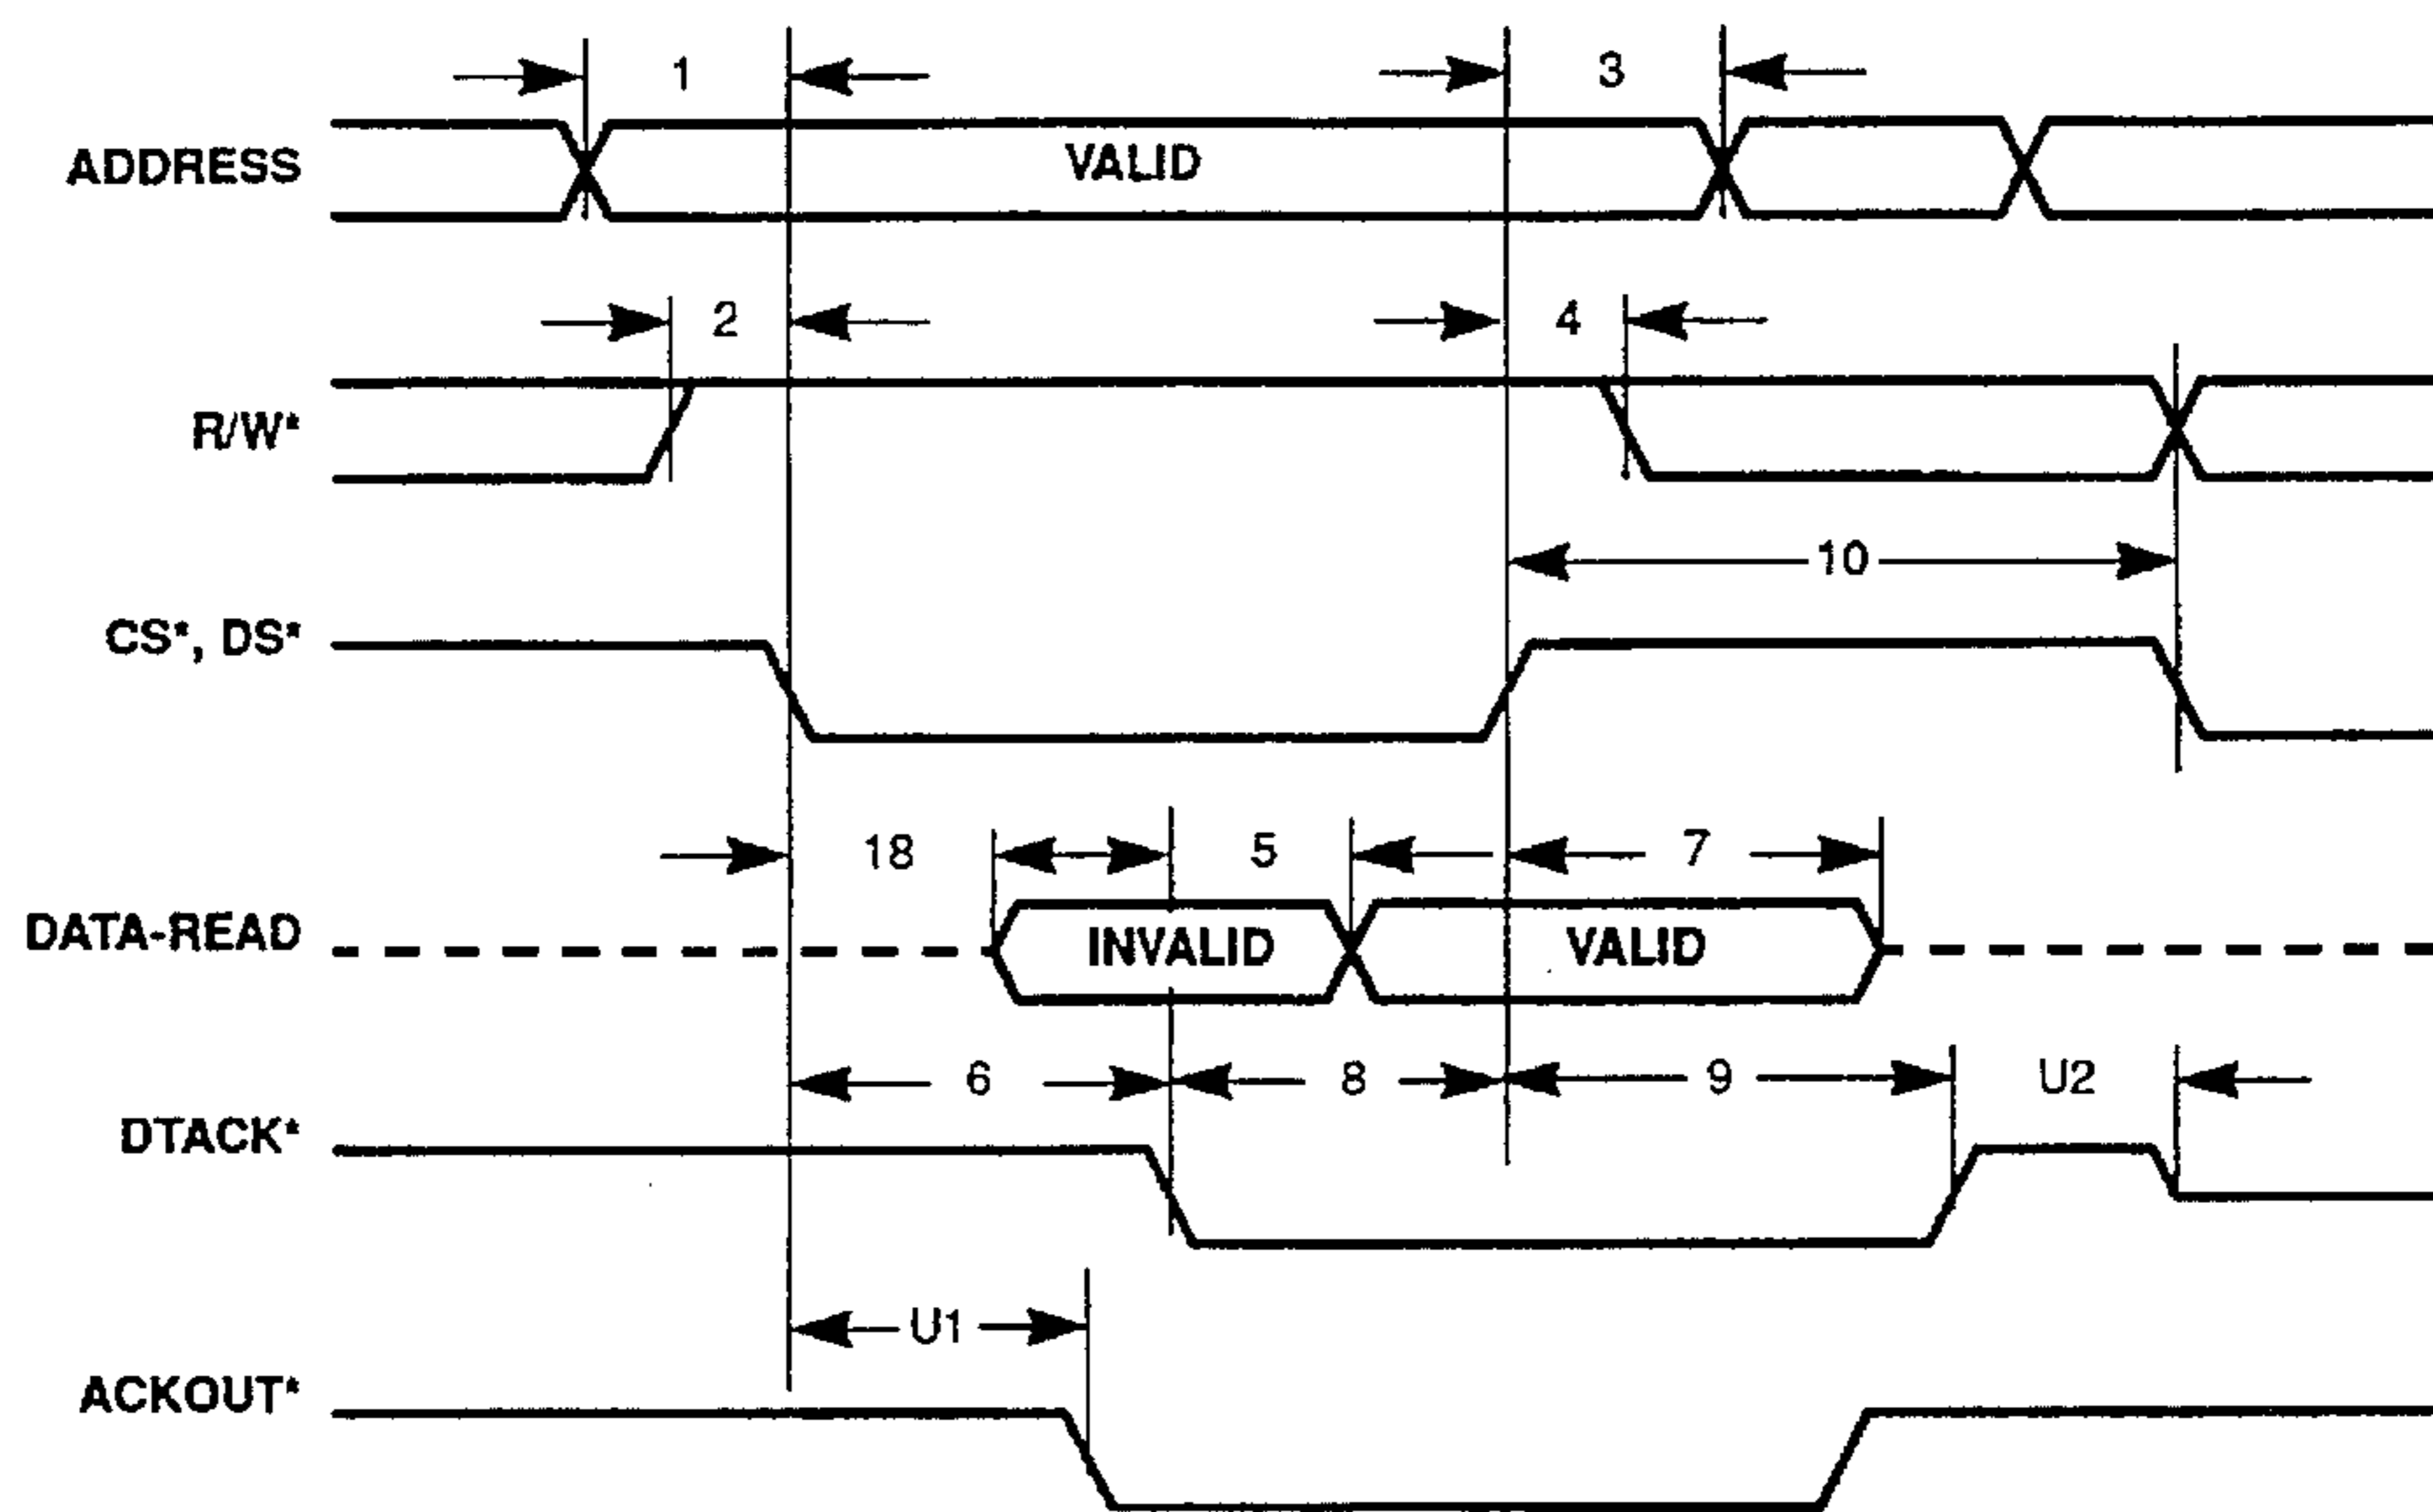 1
3
ADDRESS
VALID
2
4
R/W*
10
CS*, DS*
18
5
7
DATA-READ
INVALID
VALID
6
8
9
U2
DTACK*
U1
ACKOUT*